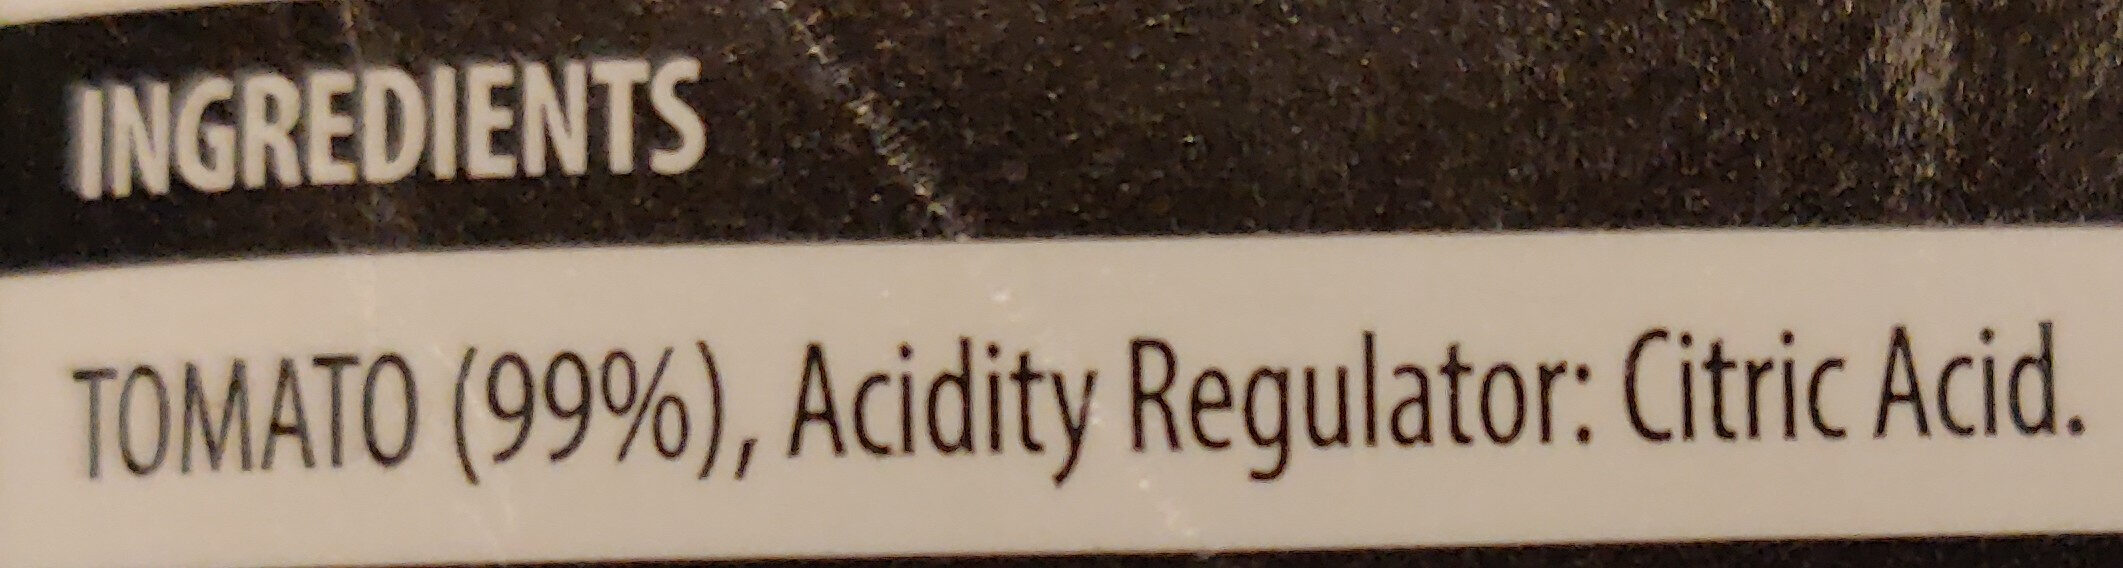 INGREDIENTS
TOMATO (99%), Acidity Regulator: Citric Acid.